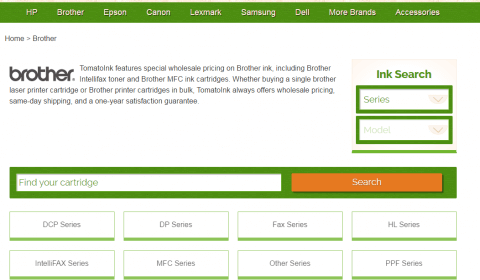 HP Brother Epson Canon Lexmark Samsung Dell More Brands Accessories
Home > Brother
brother.
TomatoInk features special wholesale pricing on Brother ink, including Brother
Intellifax toner and Brother MFC ink cartridges. Whether buying a single brother
laser printer cartridge or Brother printer cartridges in bulk, TomatoInk always offers wholesale pricing,
same-day shipping, and a one-year satisfaction guarantee.
Ink Search
Series
Model
Find your cartridge Search
DCP Series DP Series Fax Series HL Series
IntelliFAX Series MFC Series Other Series PPF Series